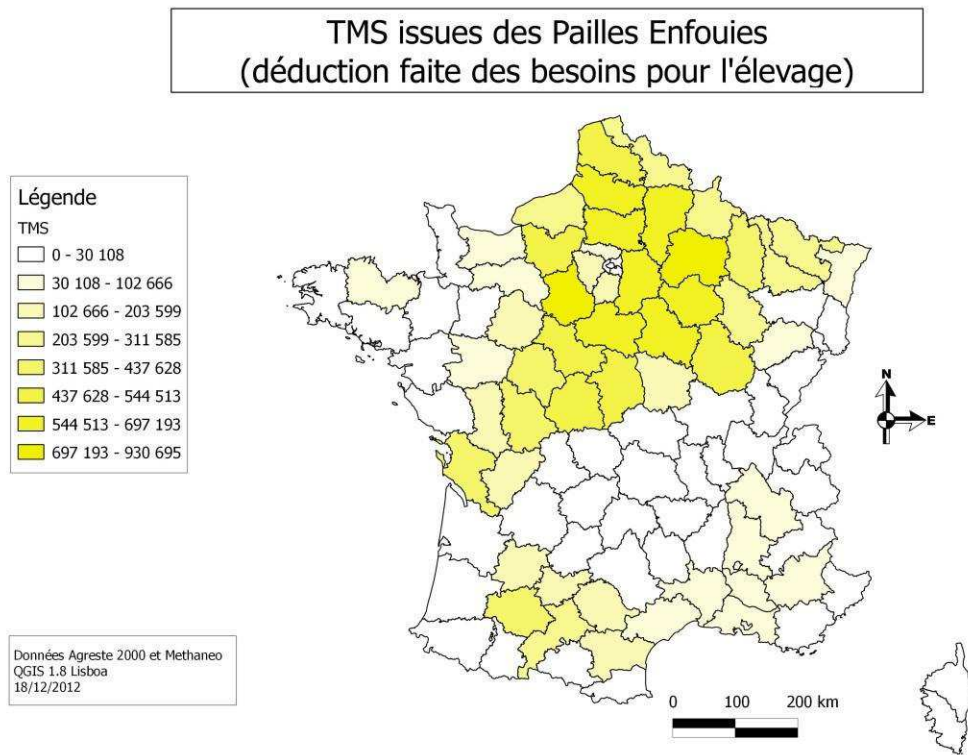 TMS issues des Pailles Enfouies
(déduction faite des besoins pour l'élevage)
Légende
TMS
0 - 30 108
30 108 - 102 666
102 666 - 203 599
203 599 - 311 585
311 585 - 437 628
437 628 - 544 513
544 513 - 697 193
697 193 - 930 695
N
E
Données Agreste 2000 et Methaneo
QGIS 1.8 Lisboa
18/12/2012
0 100 200 km